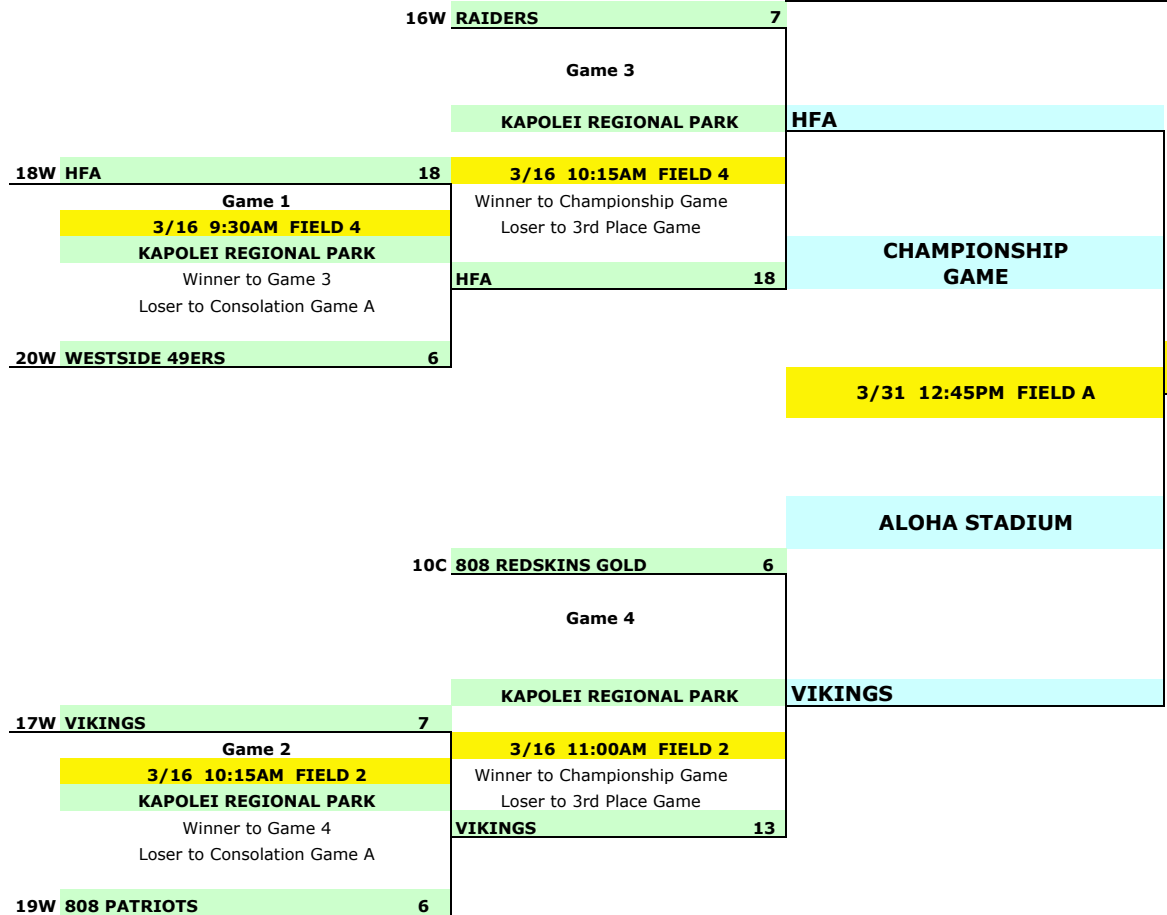 16W RAIDERS 7
Game 3
KAPOLEI REGIONAL PARK HFA
18W HFA 18 3/16 10:15AM FIELD 4
Game 1 Winner to Championship Game
3/16 9:30AM FIELD 4 Loser to 3rd Place Game
KAPOLEI REGIONAL PARK CHAMPIONSHIP
Winner to Game 3 HFA 18 GAME
Loser to Consolation Game A
20W WESTSIDE 49ERS 6
3/31 12:45PM FIELD A
ALOHA STADIUM
10C 808 REDSKINS GOLD 6
Game 4
KAPOLEI REGIONAL PARK VIKINGS
17W VIKINGS 7
Game 2 3/16 11:00AM FIELD 2
3/16 10:15AM FIELD 2 Winner to Championship Game
KAPOLEI REGIONAL PARK Loser to 3rd Place Game
Winner to Game 4 VIKINGS 13
Loser to Consolation Game A
19W 808 PATRIOTS 6